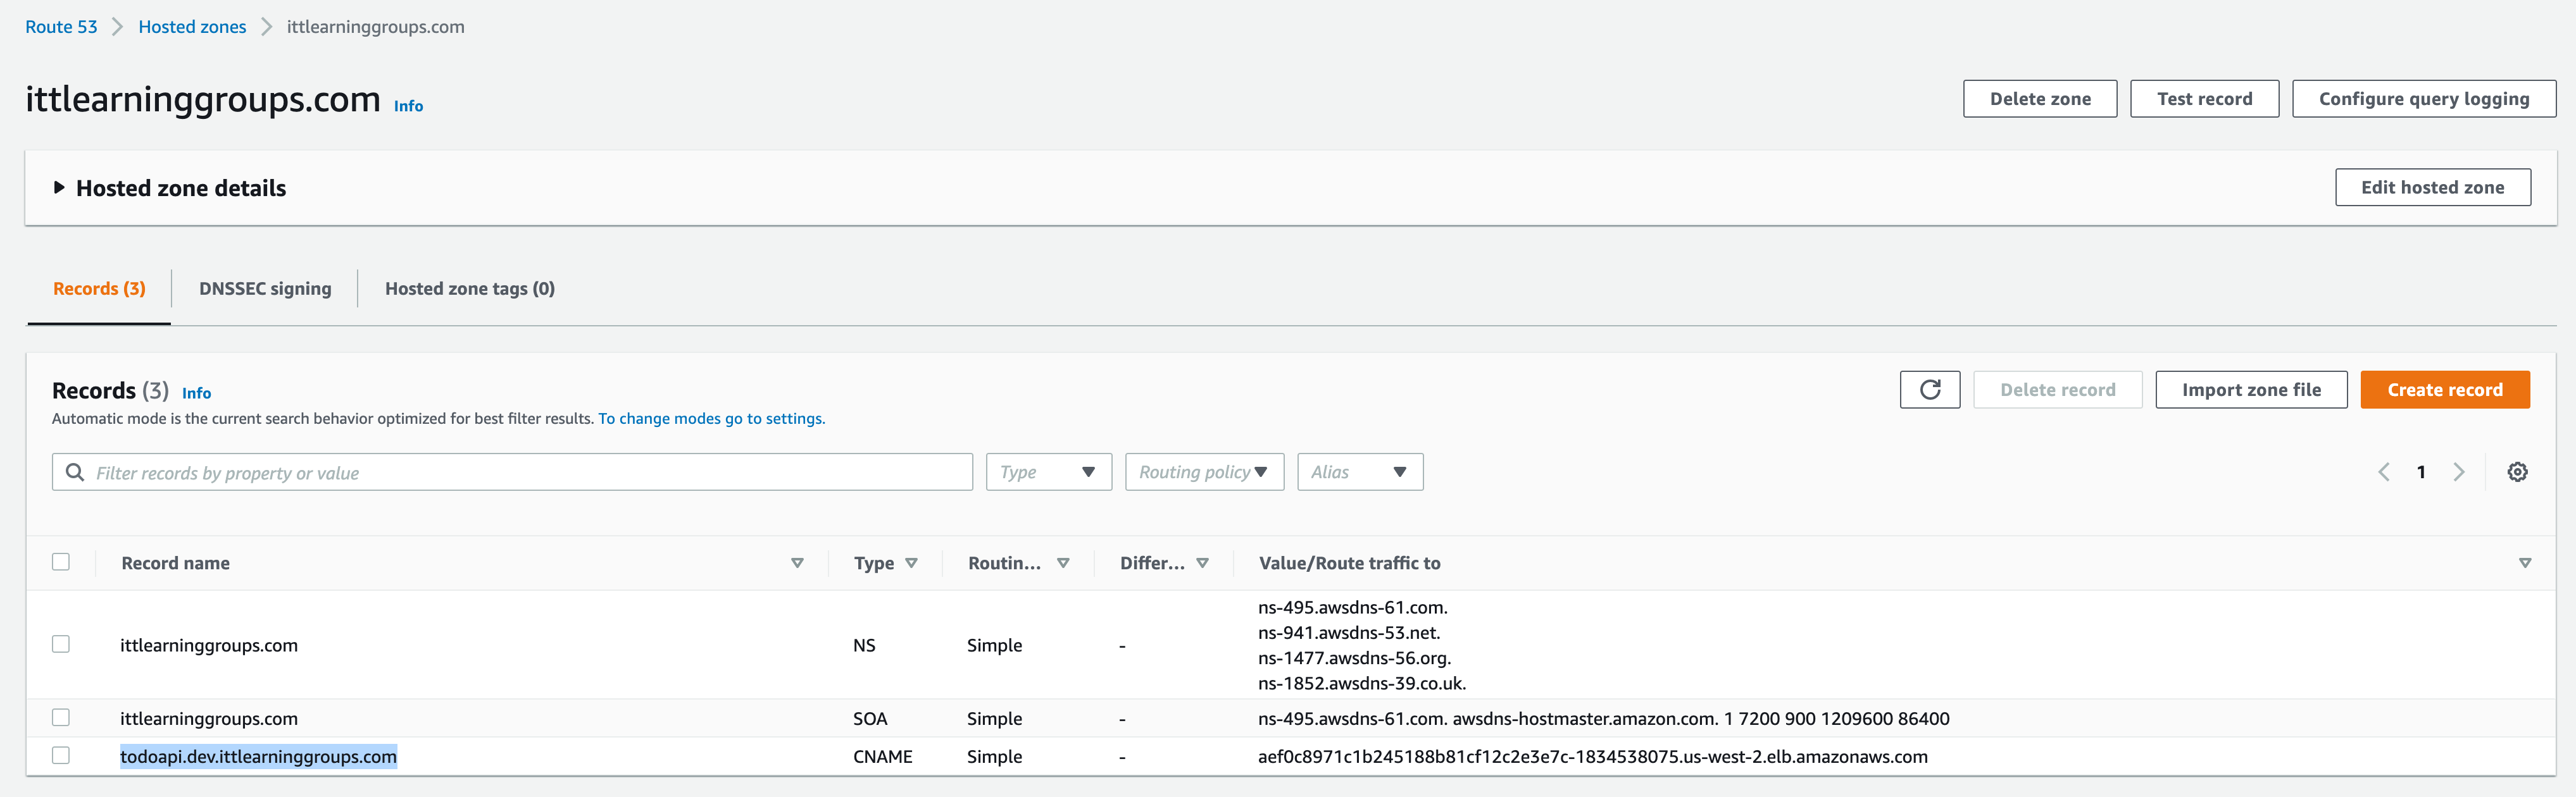 Route 53 > Hosted zones > ittlearninggroups.com
ittlearninggroups.com Info
Delete zone Test record Configure query logging
Hosted zone details
Edit hosted zone
Records (3) DNSSEC signing Hosted zone tags (0)
Records (3) Info
Automatic mode is the current search behavior optimized for best filter results. To change modes go to settings.
Delete record Import zone file Create record
Filter records by property or value Type Routing policy Alias
1
Record name Type Routin... Differ... Value/Route traffic to
ittlearninggroups.com NS Simple - ns-495.awsdns-61.com.
ns-941.awsdns-53.net.
ns-1477.awsdns-56.org.
ns-1852.awsdns-39.co.uk.
ittlearninggroups.com SOA Simple - ns-495.awsdns-61.com. awsdns-hostmaster.amazon.com. 1 7200 900 1209600 86400
todoapi.dev.ittlearninggroups.com CNAME Simple - aef0c8971c1b245188b81cf12c2e3e7c-1834538075.us-west-2.elb.amazonaws.com